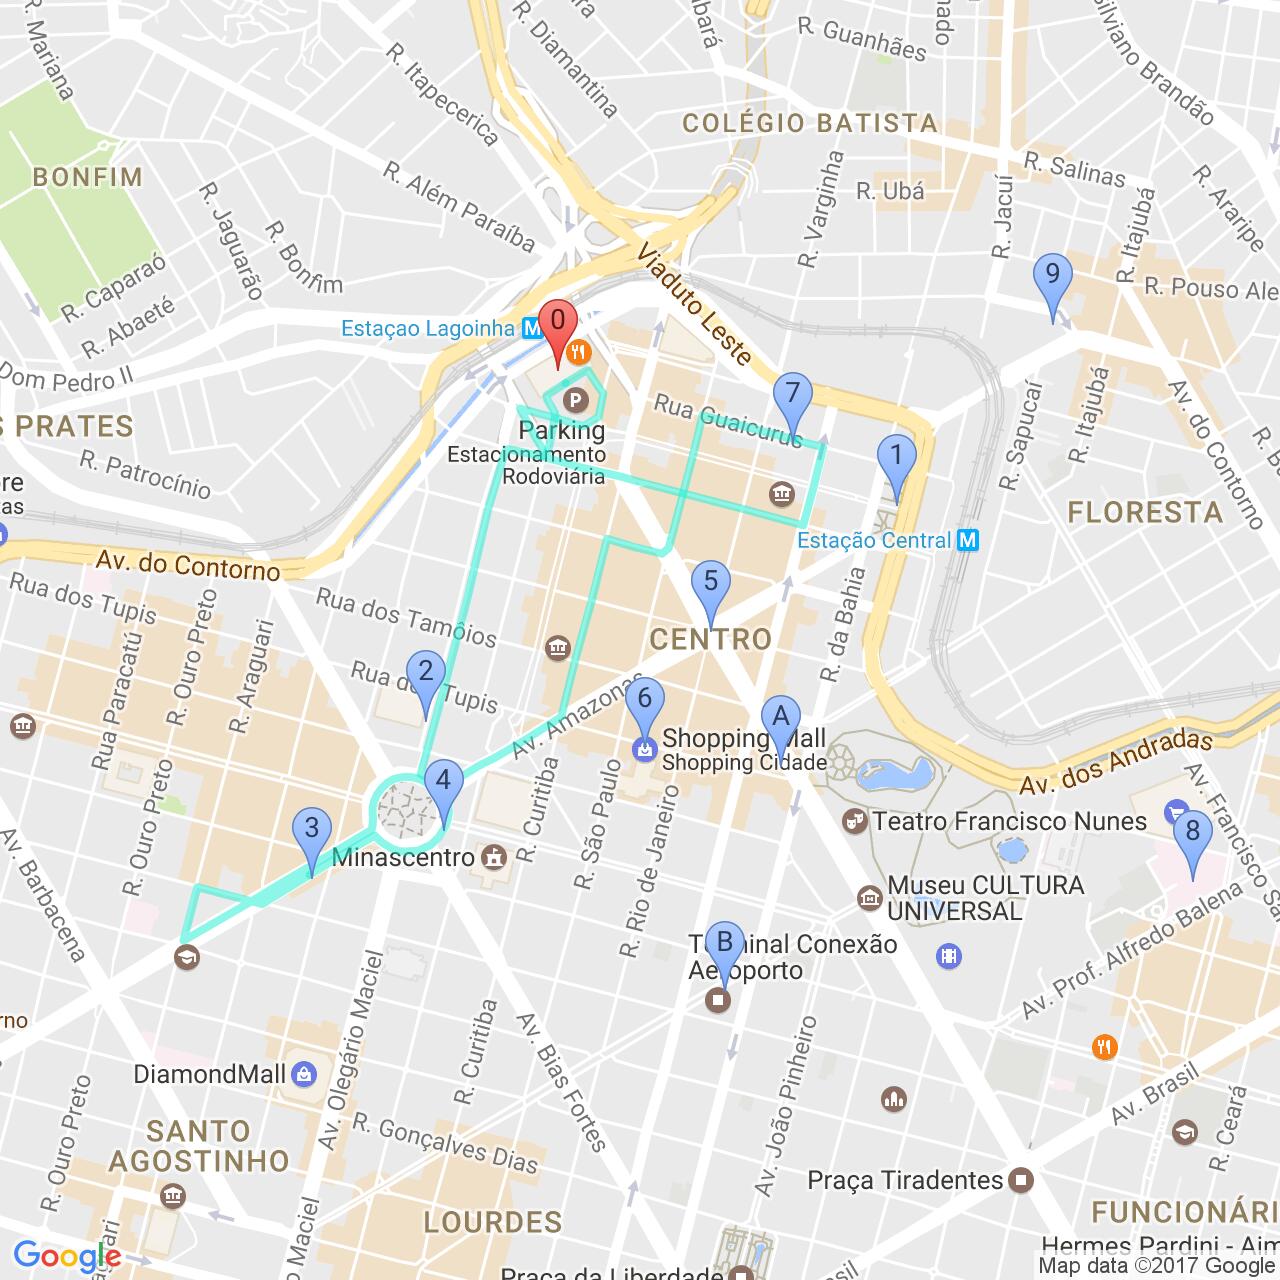 R. Mariana
R. Diamantina
R. Guanhães
R. Itapecerica
Silviano Brandão
COLÉGIO BATISTA
R. Salinas
R. Além Paraíba
BONFIM
R. Ubá
R. Araripe
R. Varginha
R. Jacuí
R. Itajubá
R. Jaguarão
R. Bonfim
Viaduto Leste
R. Caparaó
R. Abaeté
9
R. Pouso Ale
Estaçao Lagoinha M
0
Dom Pedro II
P
7
Rua Guaicurus
R. Sapucaí
R. Itajubá
Av. do Contorno
S PRATES
Parking
Estacionamento
Rodoviária
R. Patrocínio
1
re
tas
FLORESTA
Estação Central M
Av. do Contorno
Rua dos Tupis
R. Ouro Preto
Rua dos Tamôios
5
R. da Bahia
CENTRO
Rua Paracatú
R. Araguari
2
Rua dos Tupis
6
Av. Amazonas
A
Shopping Mall
Shopping Cidade
Av. dos Andradas
R. Ouro Preto
4
R. Curitiba
R. São Paulo
R. Rio de Janeiro
3
Teatro Francisco Nunes
8
Av. Francisco Sa
Minascentro
Av. Barbacena
Museu CULTURA
UNIVERSAL
Av. Prof. Alfredo Balena
B
Terminal Conexão
Aeroporto
rno
Av. Olegário Maciel
R. Curitiba
Av. Bias Fortes
Av. João Pinheiro
DiamondMall
Av. Brasil
R. Ouro Preto
R. Gonçalves Dias
R. Ceará
SANTO
AGOSTINHO
Praça Tiradentes
LOURDES
FUNCIONÁRI
Maciel
guari
Hermes Pardini - Aim
Google
Praça da Liberdade
Map data ©2017 Google